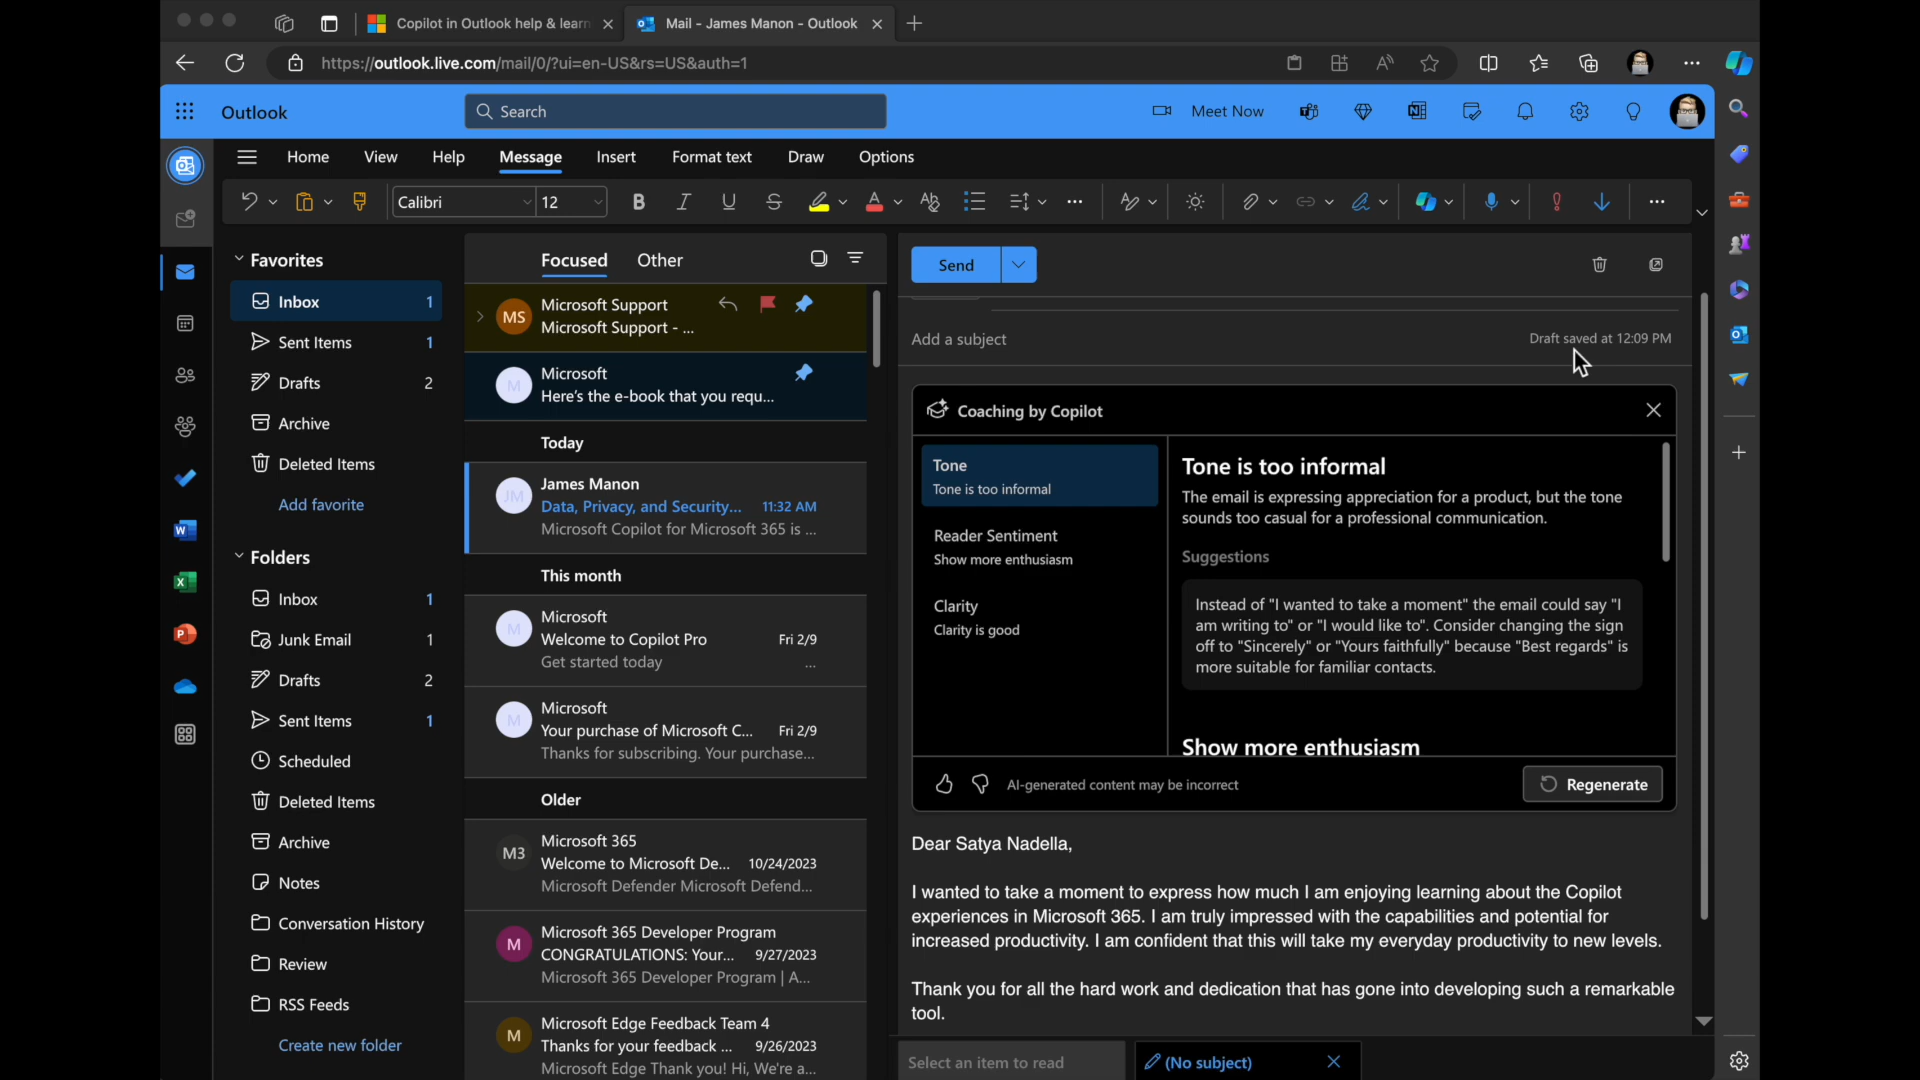 Copilot in Outlook help & learn
Mail - James Manon - Outlook
https://outlook.live.com/mail/0/?ui=en-US&rs=US&auth=1
Outlook
Search
Meet Now
Home View Help Message Insert Format text Draw Options
Calibri 12
Favorites
Inbox 1
Sent Items 1
Drafts 2
Archive
Deleted Items
Add favorite
Folders
Inbox 1
Junk Email 1
Drafts 2
Sent Items 1
Scheduled
Deleted Items
Archive
Notes
Conversation History
Review
RSS Feeds
Create new folder
Focused Other
MS
Microsoft Support
Microsoft Support - ...
M
Microsoft
Here's the e-book that you requ...
Today
JM
James Manon
Data, Privacy, and Security... 11:32 AM
Microsoft Copilot for Microsoft 365 is ...
This month
M
Microsoft
Welcome to Copilot Pro Fri 2/9
Get started today ...
M
Microsoft
Your purchase of Microsoft C... Fri 2/9
Thanks for subscribing. Your purchase...
Older
M3
Microsoft 365
Welcome to Microsoft De... 10/24/2023
Microsoft Defender Microsoft Defend...
M
Microsoft 365 Developer Program
CONGRATULATIONS: Your... 9/27/2023
Microsoft 365 Developer Program | A...
M
Microsoft Edge Feedback Team 4
Thanks for your feedback ... 9/26/2023
Microsoft Edge Thank you! Hi, We're a...
Send
Add a subject
Draft saved at 12:09 PM
Coaching by Copilot
Tone
Tone is too informal
Reader Sentiment
Show more enthusiasm
Clarity
Clarity is good
Tone is too informal
The email is expressing appreciation for a product, but the tone
sounds too casual for a professional communication.
Suggestions
Instead of "I wanted to take a moment" the email could say "I
am writing to" or "I would like to". Consider changing the sign
off to "Sincerely" or "Yours faithfully" because "Best regards" is
more suitable for familiar contacts.
Show more enthusiasm
AI-generated content may be incorrect
Regenerate
Dear Satya Nadella,
I wanted to take a moment to express how much I am enjoying learning about the Copilot
experiences in Microsoft 365. I am truly impressed with the capabilities and potential for
increased productivity. I am confident that this will take my everyday productivity to new levels.
Thank you for all the hard work and dedication that has gone into developing such a remarkable
tool.
Select an item to read
(No subject)